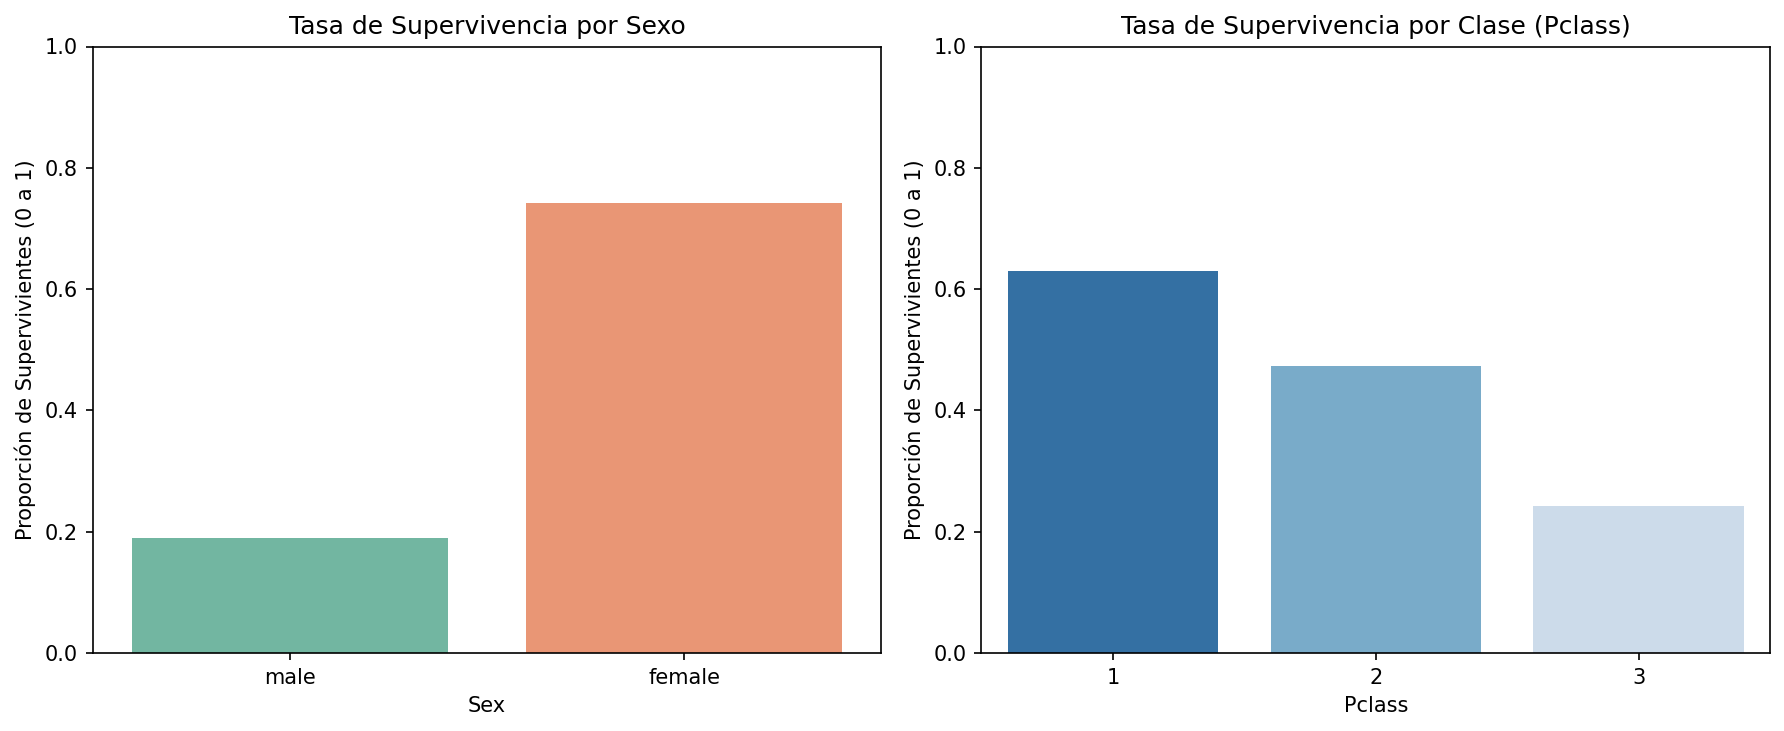 Tasa de Supervivencia por Sexo
Proporción de Supervivientes (0 a 1)
1.0
0.8
0.6
0.4
0.2
0.0
male
female
Sex
Tasa de Supervivencia por Clase (Pclass)
Proporción de Supervivientes (0 a 1)
1.0
0.8
0.6
0.4
0.2
0.0
1
2
3
Pclass